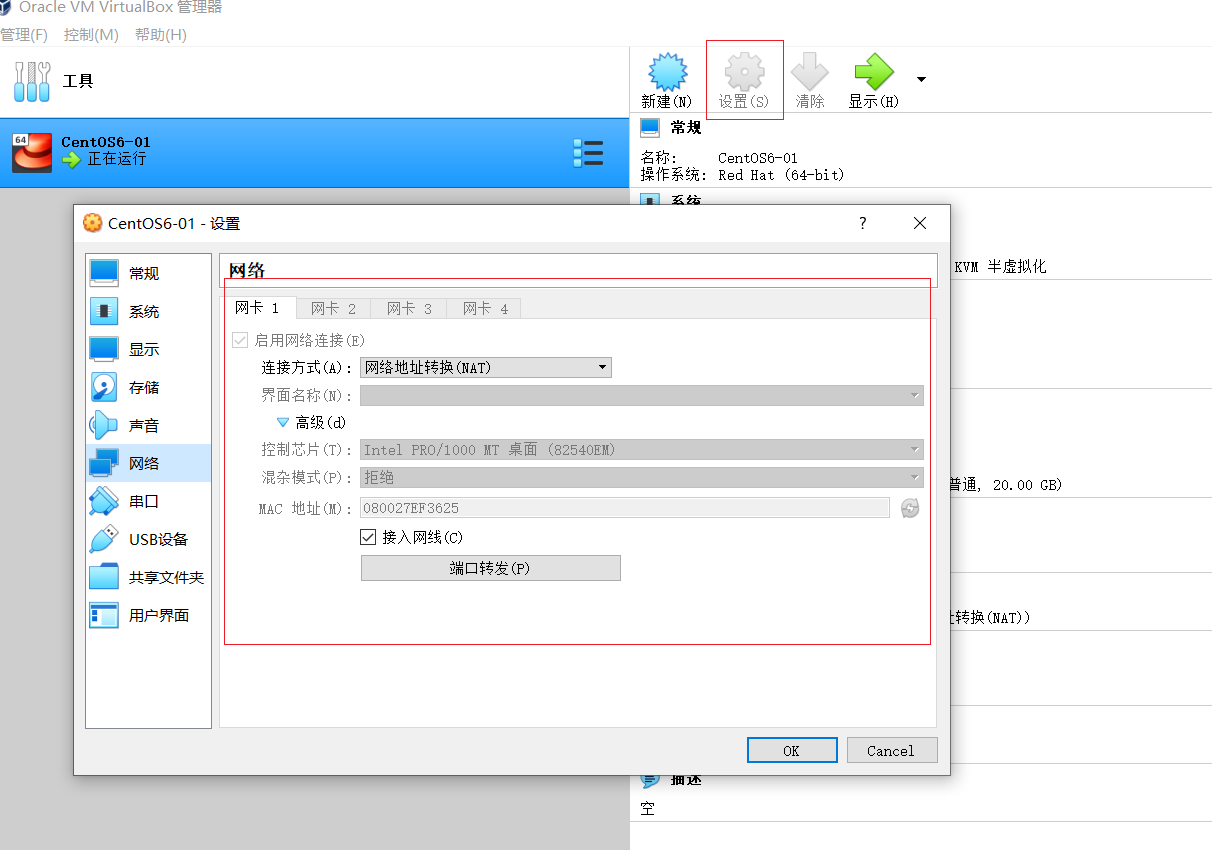 Oracle VM VirtualBox 管理器
管理(F) 控制(M) 帮助(H)
工具
新建(N) 设置(S) 清除 显示(H)
64
CentOS6-01
正在运行
常规
名称: CentOS6-01
操作系统: Red Hat (64-bit)
系统
CentOS6-01 - 设置 ?
常规
系统
显示
存储
声音
网络
串口
USB设备
共享文件夹
用户界面
网络
网卡 1 网卡 2 网卡 3 网卡 4
启用网络连接(E)
连接方式(A): 网络地址转换(NAT)
界面名称(N):
高级(d)
控制芯片(T): Intel PRO/1000 MT 桌面 (82540EM)
混杂模式(P): 拒绝
MAC 地址(M): 080027EF3625
接入网线(C)
端口转发(P)
OK Cancel
KVM 半虚拟化
普通, 20.00 GB)
转换(NAT))
描述
空